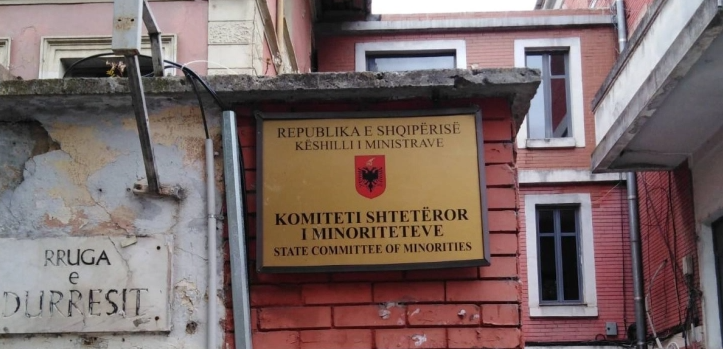 REPUBLIKA E SHQIPËRISË
KËSHILLI I MINISTRAVE
KOMITETI SHTETËROR
I MINORITETEVE
STATE COMMITTEE OF MINORITIES
RRUGA
e
DURRESIT